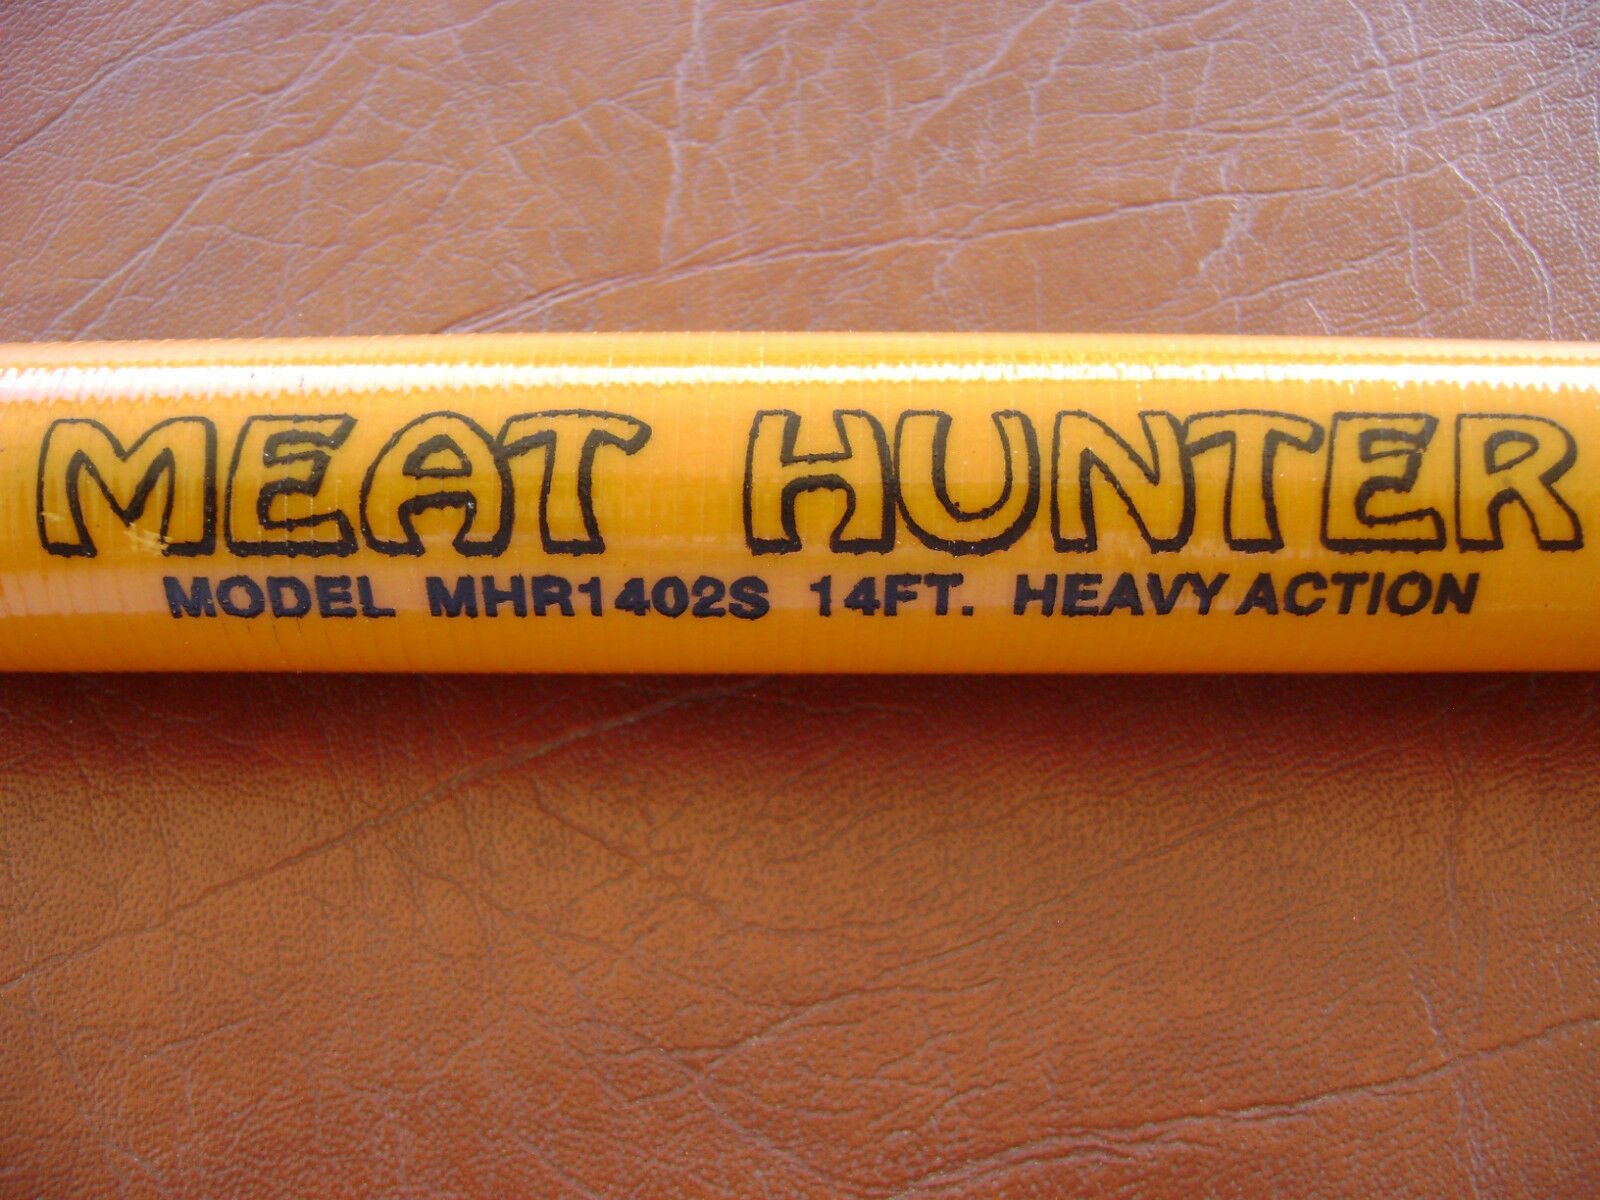 MEAT HUNTER
MODEL MHR1402S 14FT. HEAVY ACTION